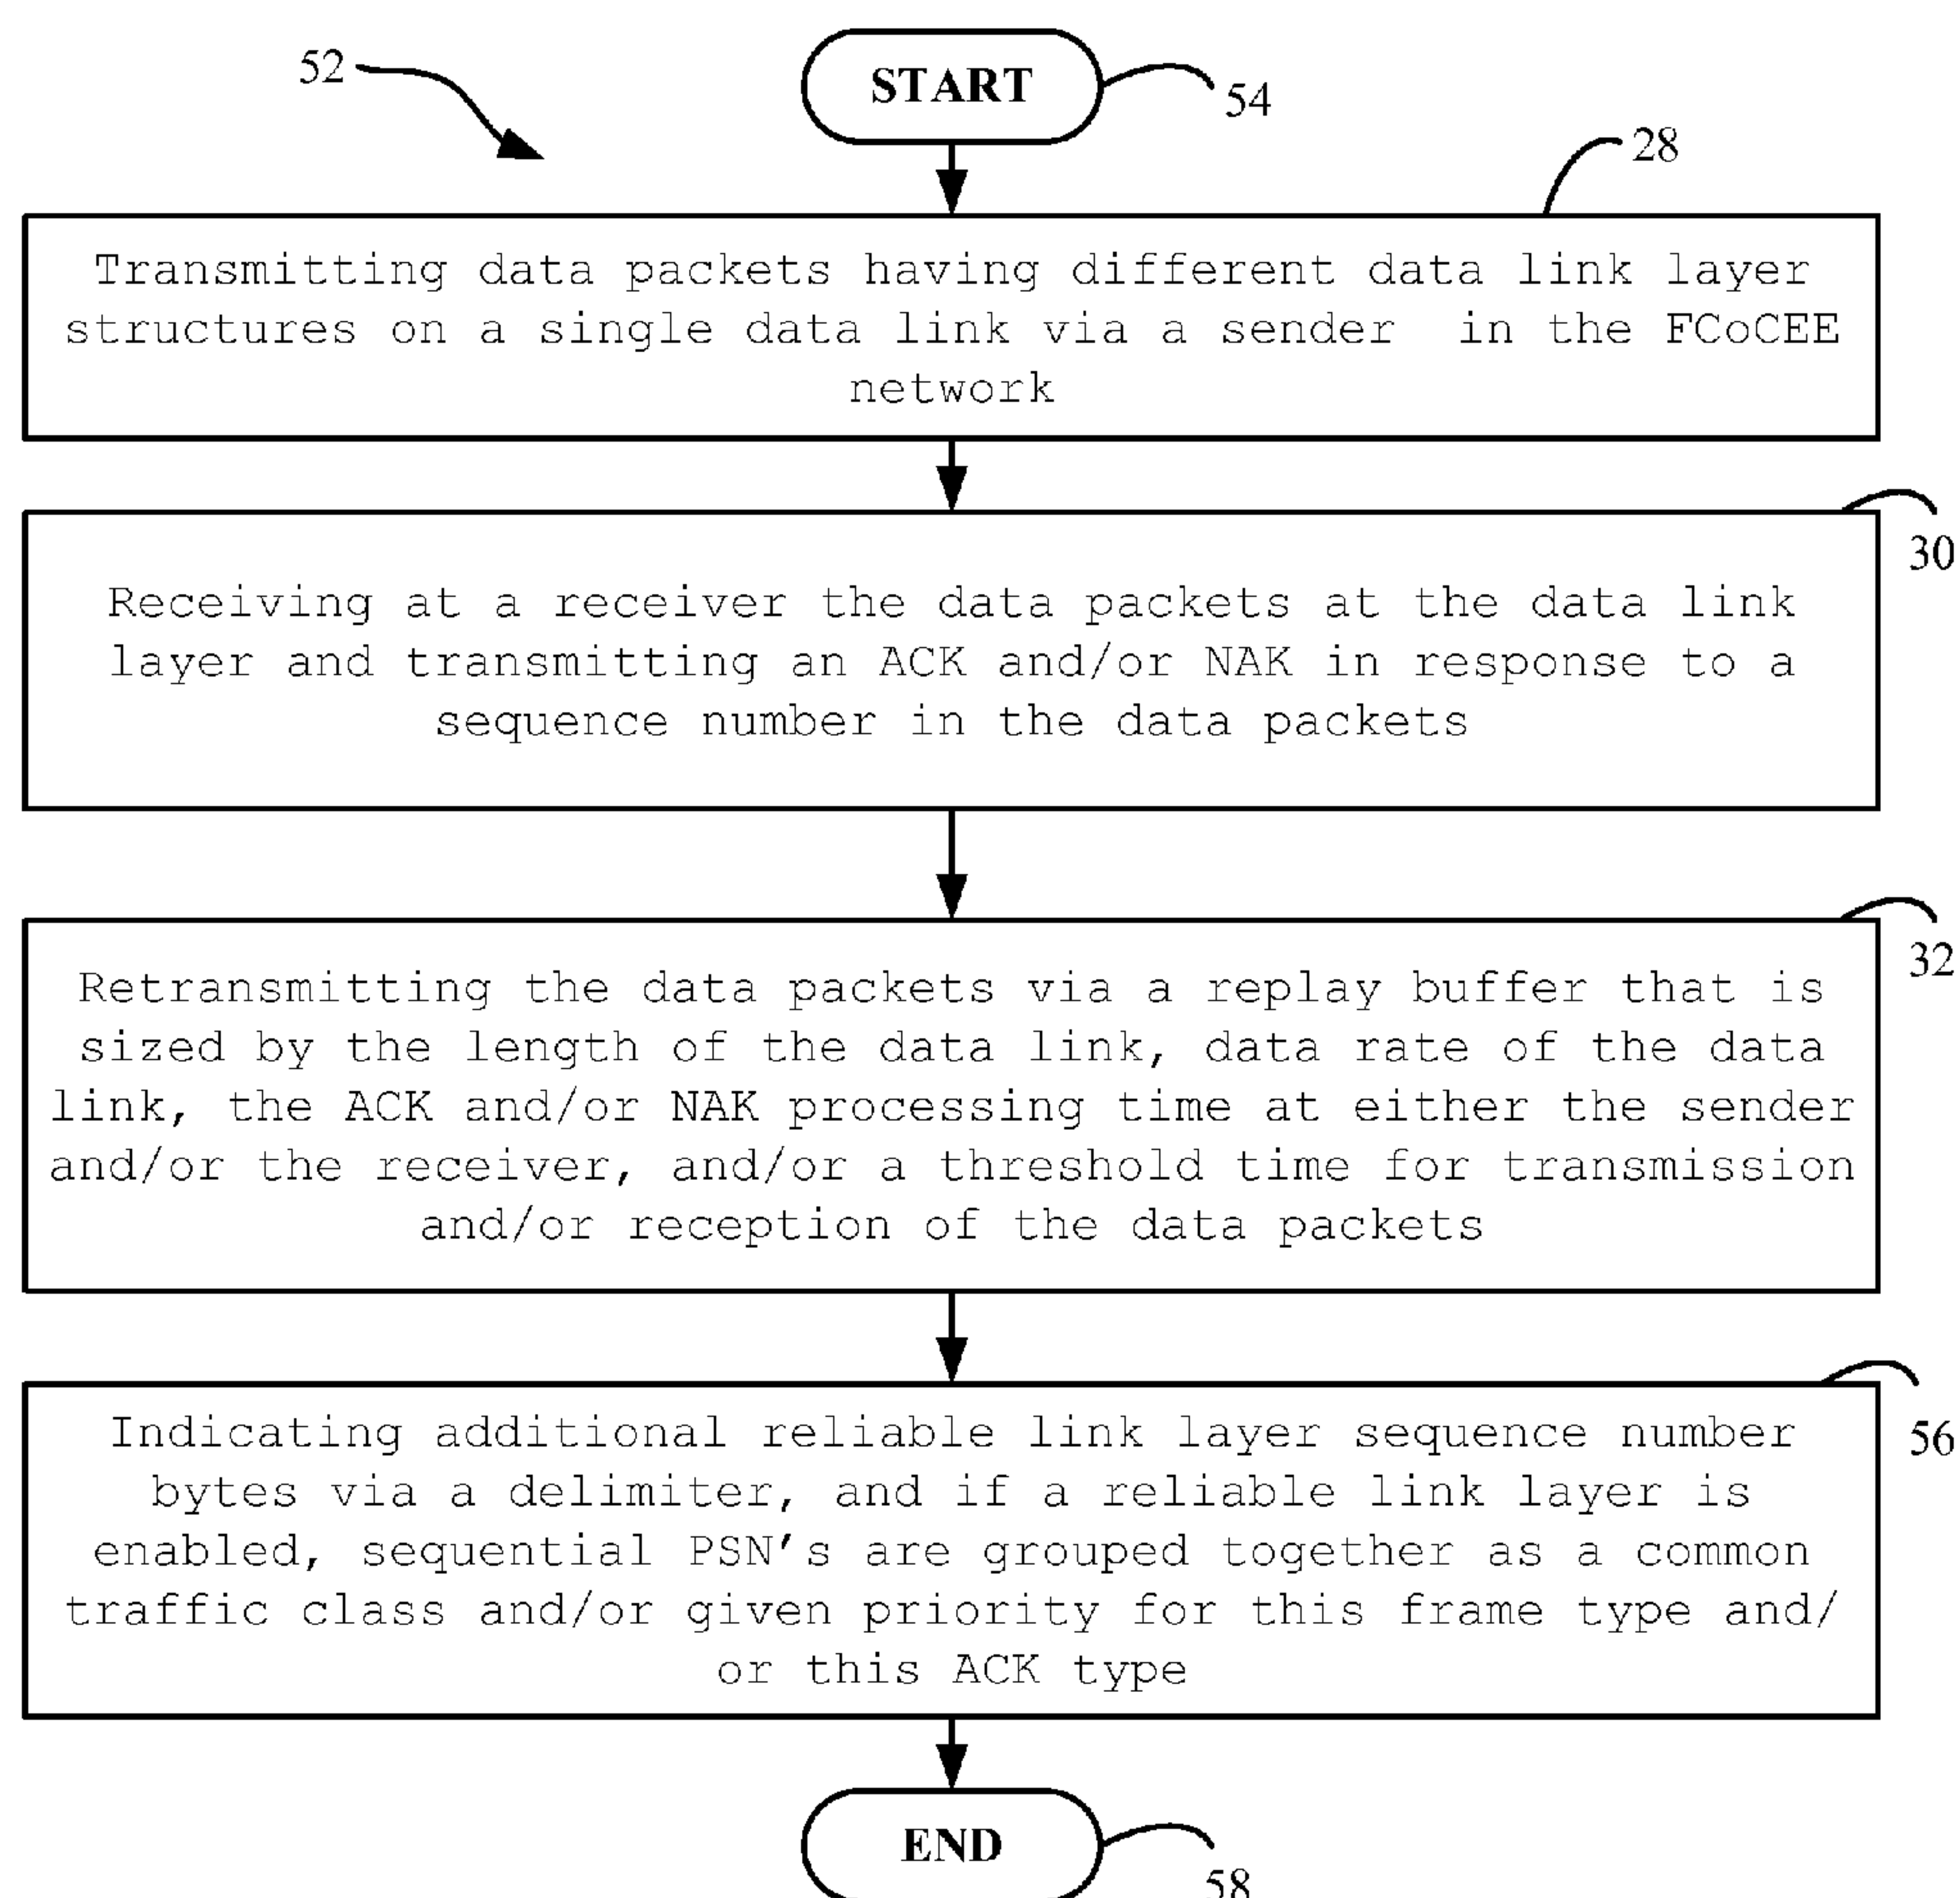 52
START
54
28
Transmitting data packets having different data link layer
structures on a single data link via a sender in the FCoCEE
network
30
Receiving at a receiver the data packets at the data link
layer and transmitting an ACK and/or NAK in response to a
sequence number in the data packets
32
Retransmitting the data packets via a replay buffer that is
sized by the length of the data link, data rate of the data
link, the ACK and/or NAK processing time at either the sender
and/or the receiver, and/or a threshold time for transmission
and/or reception of the data packets
56
Indicating additional reliable link layer sequence number
bytes via a delimiter, and if a reliable link layer is
enabled, sequential PSN's are grouped together as a common
traffic class and/or given priority for this frame type and/
or this ACK type
END
58